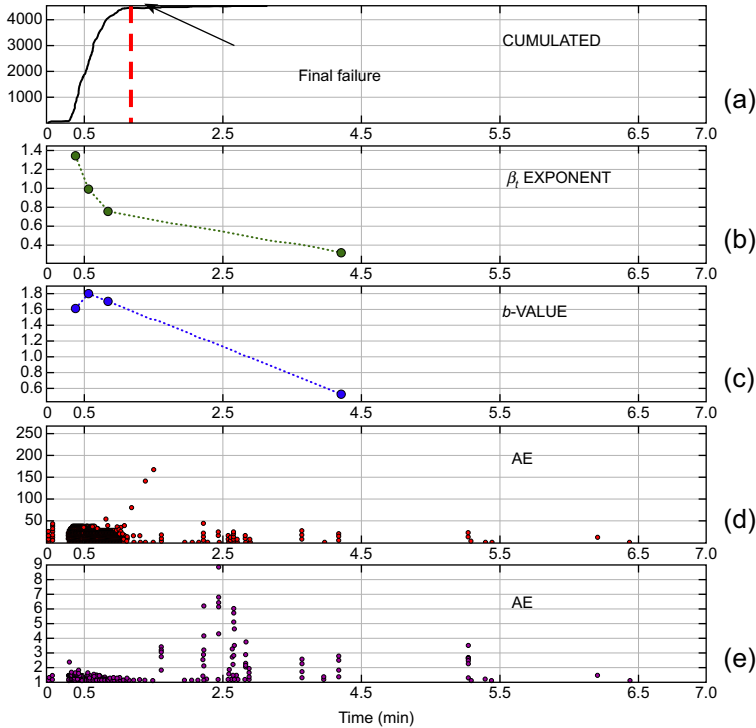 4000
3000
2000
1000
CUMULATED
Final failure
(a)
0 0.5 2.5 4 5.5 6.5 7.0
1.4
1.2
1.0
0.8
0.6
0.4
βt EXPONENT
(b)
0 0.5 2.5 4 5.5 6.5 7.0
1.8
1.6
1.4
1.2
1.0
0.8
0.6
b-VALUE
(c)
0 0.5 2.5 4 5.5 6.5 7.0
250
200
150
100
50
AE
(d)
0 0.5 2.5 4 5.5 6.5 7.0
9
8
7
6
5
4
3
2
1
AE
(e)
0 0.5 2.5 4 5.5 6.5 7.0
Time (min)